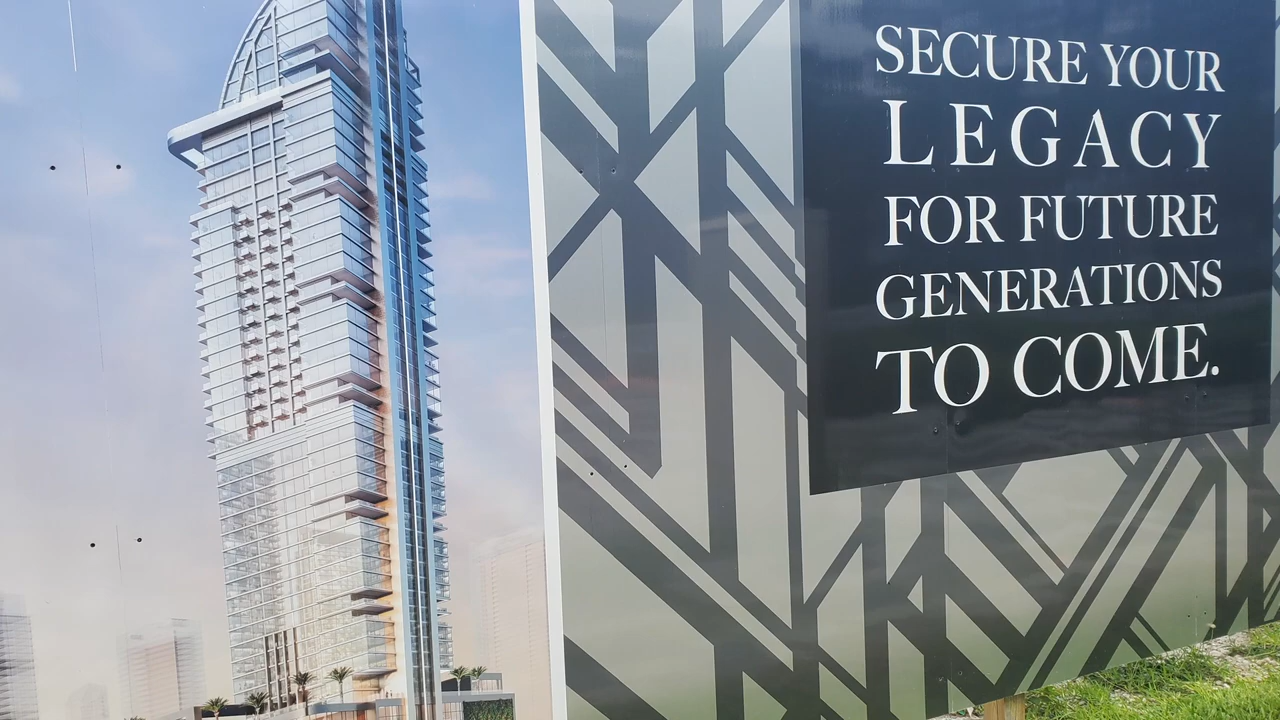 SECURE YOUR
LEGACY
FOR FUTURE
GENERATIONS
TO COME.